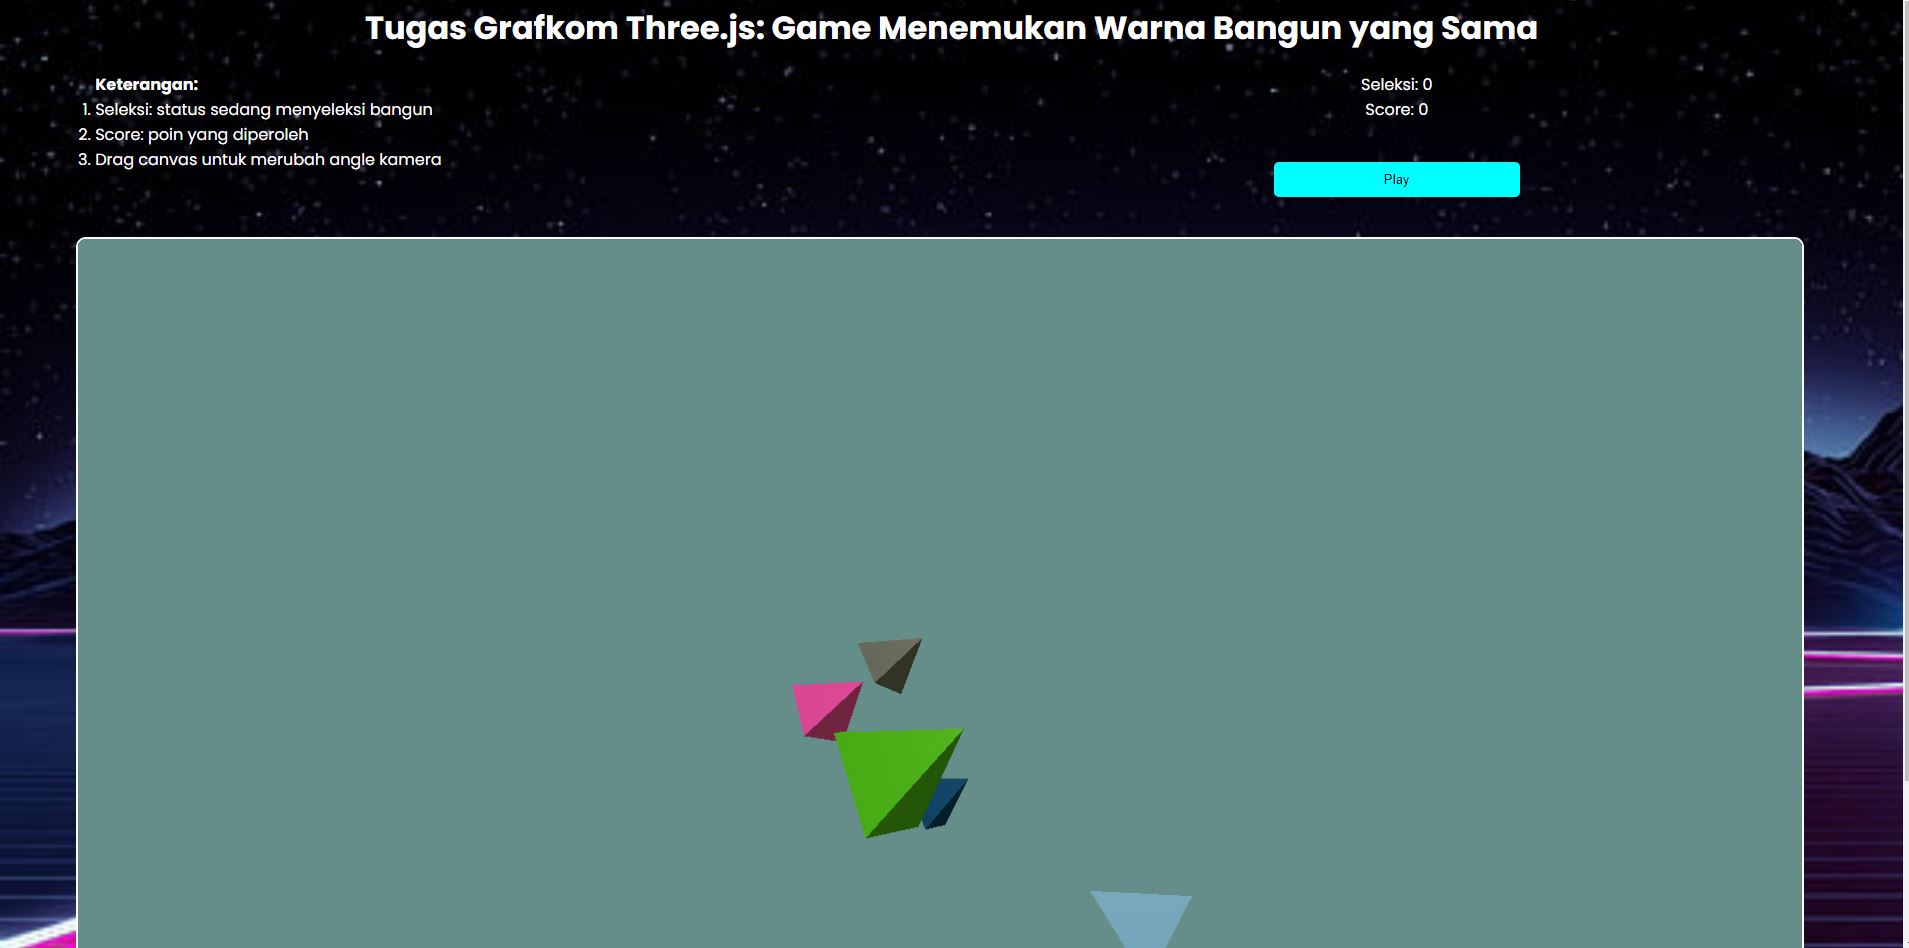 Tugas Grafkom Three.js: Game Menemukan Warna Bangun yang Sama
Keterangan:
1. Seleksi: status sedang menyeleksi bangun
2. Score: poin yang diperoleh
3. Drag canvas untuk merubah angle kamera
Seleksi: 0
Score: 0
Play